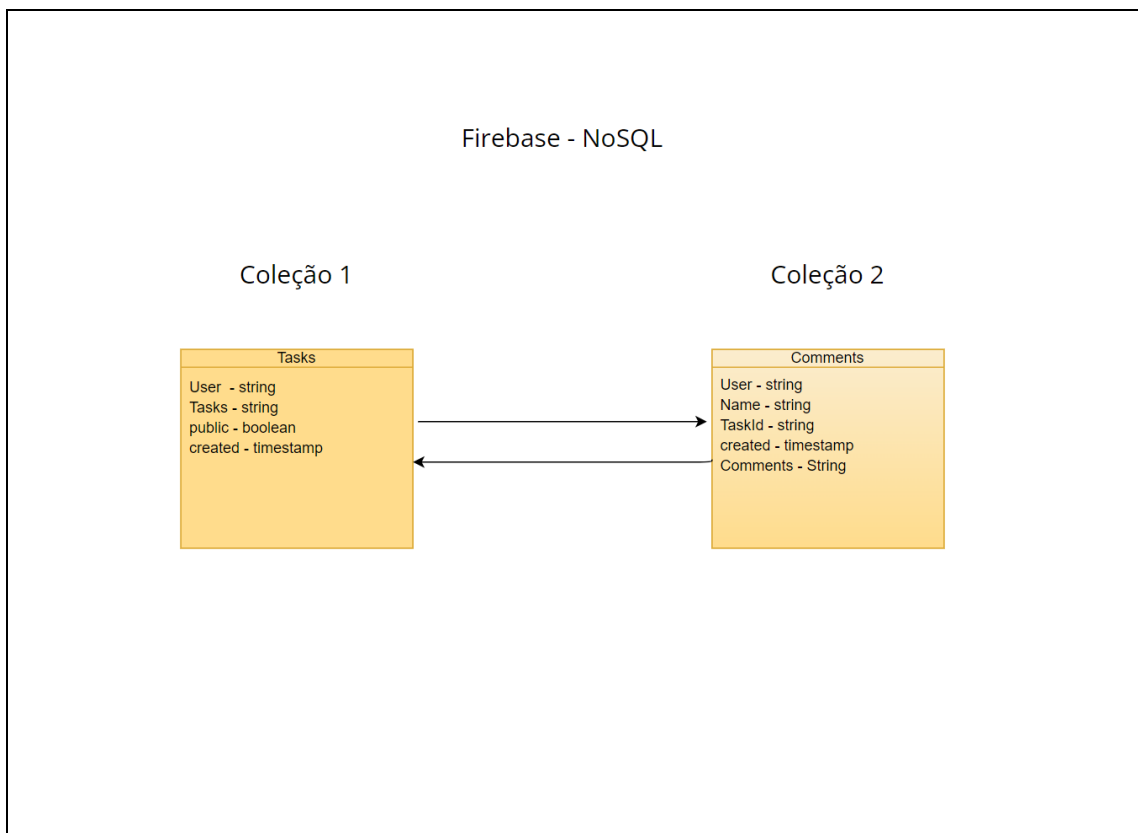 Firebase - NoSQL
Coleção 1
Coleção 2
Tasks
User - string
Tasks - string
public - boolean
created - timestamp
Comments
User - string
Name - string
TaskId - string
created - timestamp
Comments - String